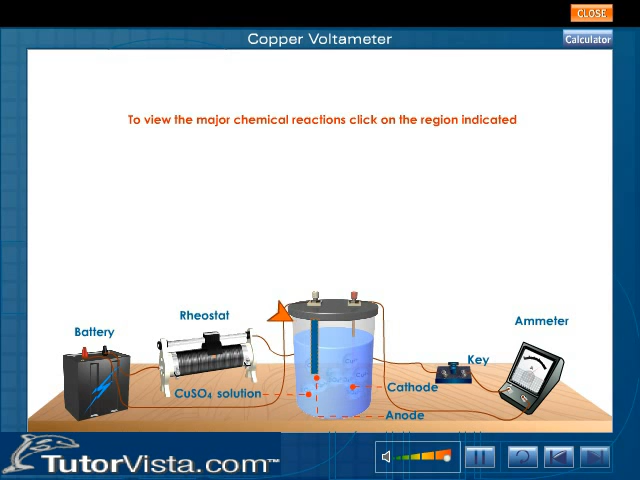 CLOSE
Copper Voltameter
Calculator
To view the major chemical reactions click on the region indicated
Rheostat
Battery
Ammeter
Key
CuSO₄ solution
Cathode
Anode
TutorVista.com™